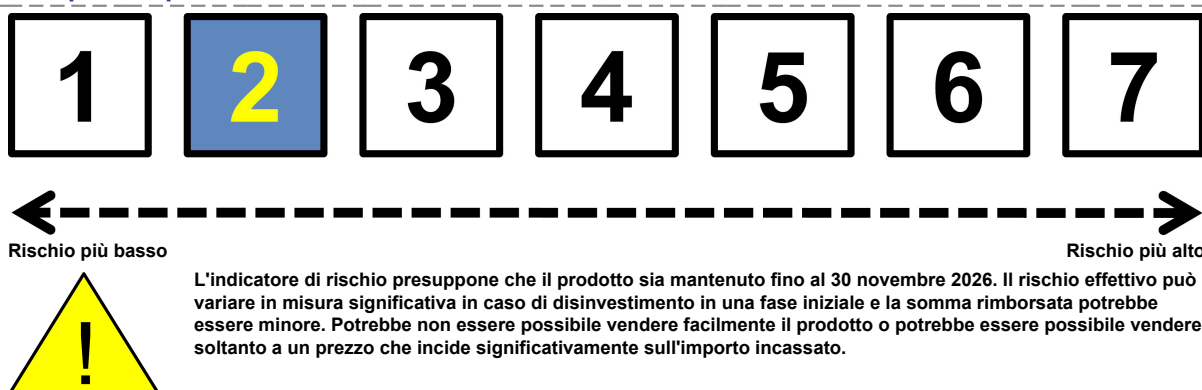 1 2 3 4 5 6 7
Rischio più basso Rischio più alto
L'indicatore di rischio presuppone che il prodotto sia mantenuto fino al 30 novembre 2026. Il rischio effettivo può
variare in misura significativa in caso di disinvestimento in una fase iniziale e la somma rimborsata potrebbe
essere minore. Potrebbe non essere possibile vendere facilmente il prodotto o potrebbe essere possibile vendere
soltanto a un prezzo che incide significativamente sull'importo incassato.
!